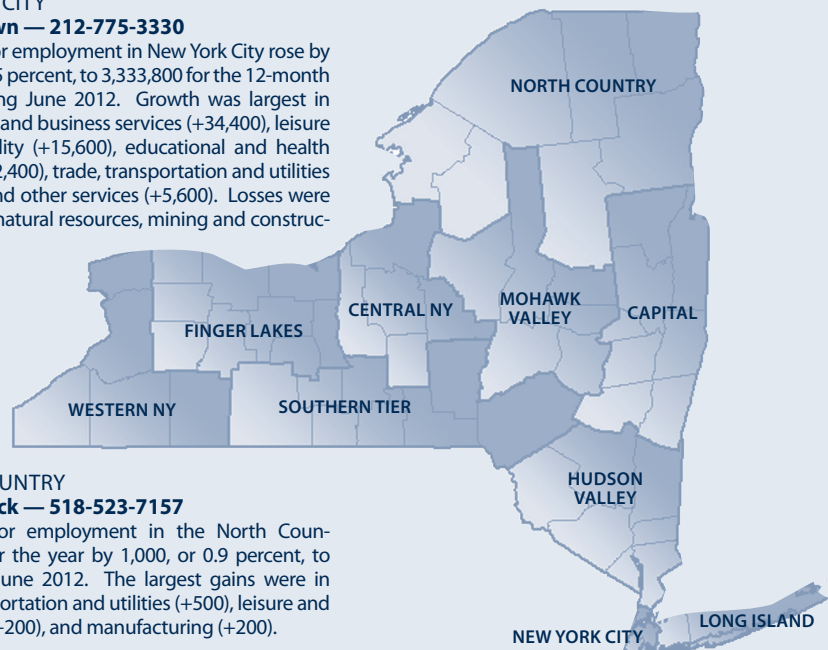 CITY
wn — 212-775-3330
or employment in New York City rose by
5 percent, to 3,333,800 for the 12-month
ng June 2012. Growth was largest in
and business services (+34,400), leisure
lity (+15,600), educational and health
2,400), trade, transportation and utilities
nd other services (+5,600). Losses were
natural resources, mining and construc-
UNTRY
ck — 518-523-7157
or employment in the North Coun-
r the year by 1,000, or 0.9 percent, to
une 2012. The largest gains were in
ortation and utilities (+500), leisure and
+200), and manufacturing (+200).
NORTH COUNTRY
FINGER LAKES
CENTRAL NY
MOHAWK
VALLEY
CAPITAL
WESTERN NY
SOUTHERN TIER
HUDSON
VALLEY
NEW YORK CITY
LONG ISLAND